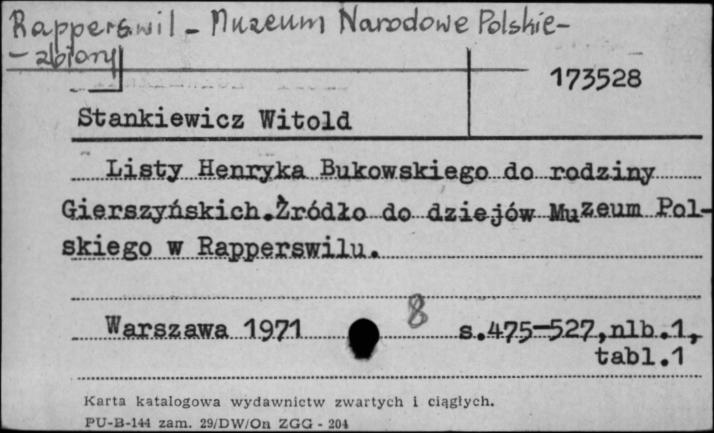 Rapperswil - Muzeum Narodowe Polskie-
- zbiory
173528
Stankiewicz Witold
Listy Henryka Bukowskiego do rodziny
Gierszyńskich.Źródło do dziejów Muzeum Pol-
skiego w Rapperswilu.
8
Warszawa 1971 s.475-527,nlb.1,
tabl.1
Karta katalogowa wydawnictw zwartych i ciągłych.
PU-B-144 zam. 29/DW/On ZGG - 204